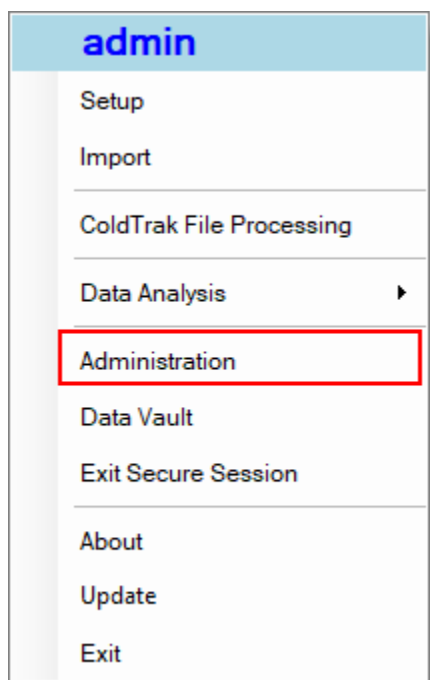 admin
Setup
Import
ColdTrak File Processing
Data Analysis
Administration
Data Vault
Exit Secure Session
About
Update
Exit